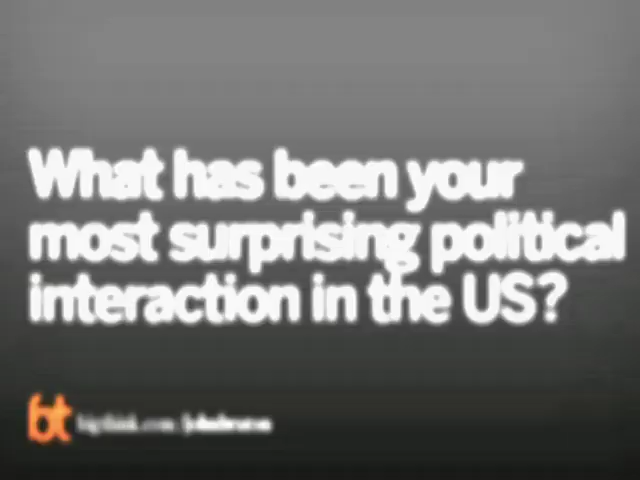 What has been your
most surprising political
interaction in the US?
bt